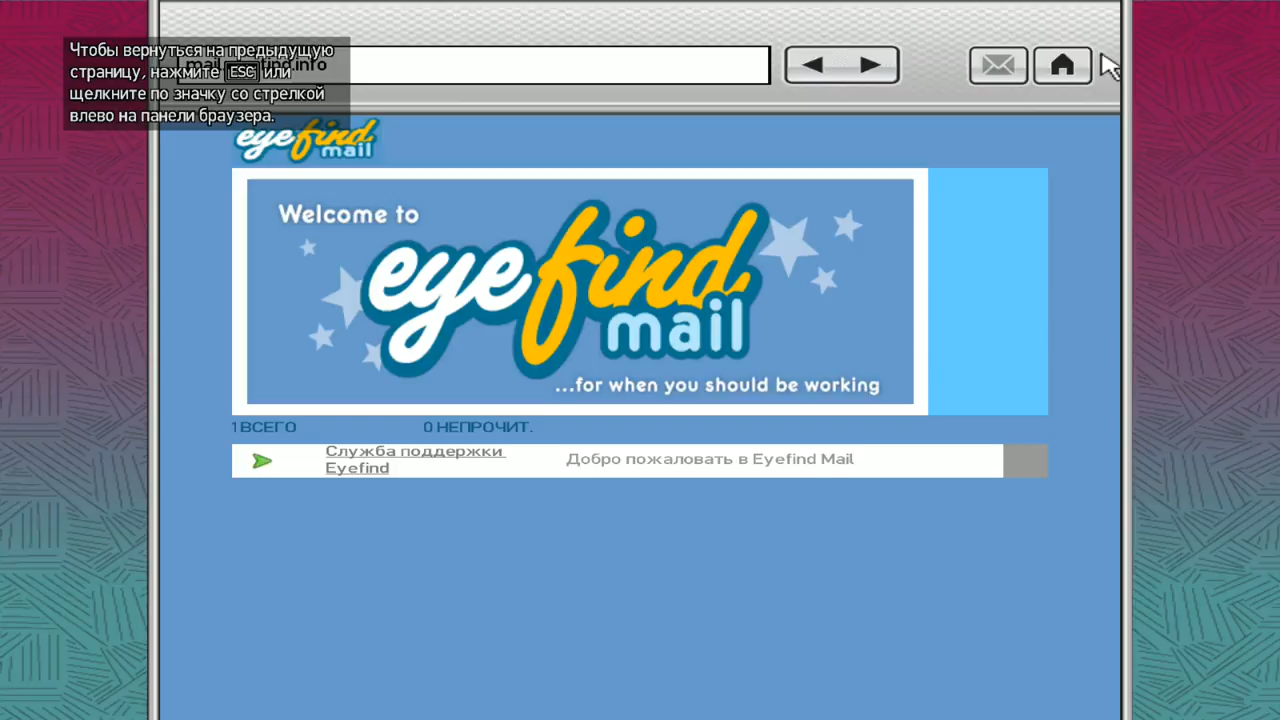 Чтобы вернуться на предыдущую
страницу, нажмите ESC или
щелкните по значку со стрелкой
влево на панели браузера.
eyefind
mail
Welcome to
eyefind
mail
...for when you should be working
1 ВСЕГО
0 НЕПРОЧИТ.
Служба поддержки
Eyefind
Добро пожаловать в Eyefind Mail